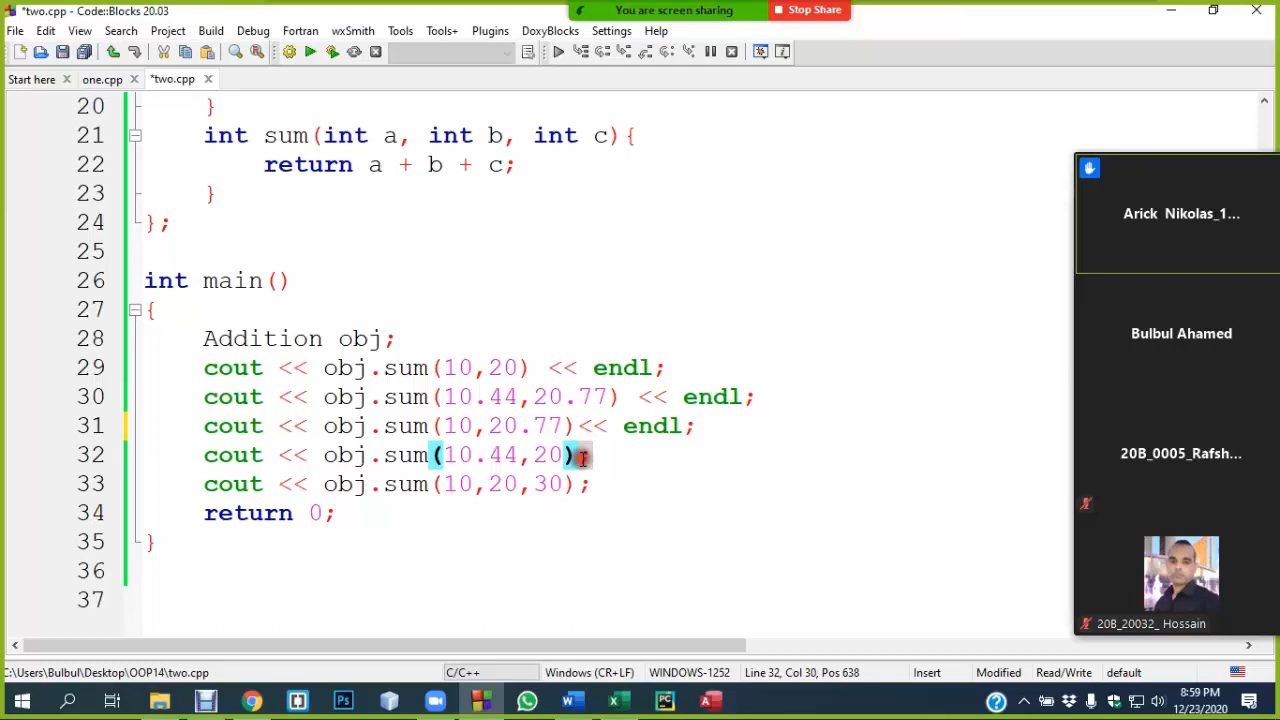 *two.cpp - Code::Blocks 20.03
You are screen sharing
Stop Share
File Edit View Search Project Build Debug Fortran wxSmith Tools Tools+ Plugins DoxyBlocks Settings Help
Start here
one.cpp
*two.cpp
20 }
21 int sum(int a, int b, int c){
22 return a + b + c;
23 }
24 };
25
26 int main()
27 {
28 Addition obj;
29 cout << obj.sum(10,20) << endl;
30 cout << obj.sum(10.44,20.77) << endl;
31 cout << obj.sum(10,20.77)<< endl;
32 cout << obj.sum(10.44,20);
33 cout << obj.sum(10,20,30);
34 return 0;
35 }
36
37
Arick Nikolas_1...
Bulbul Ahamed
20B_0005_Rafsh...
20B_20032_ Hossain
C:\Users\Bulbul\Desktop\OOP14\two.cpp
C/C++
Windows (CR+LF)
WINDOWS-1252
Line 32, Col 30, Pos 638
Insert
Modified
Read/Write
default
8:59 PM
12/23/2020